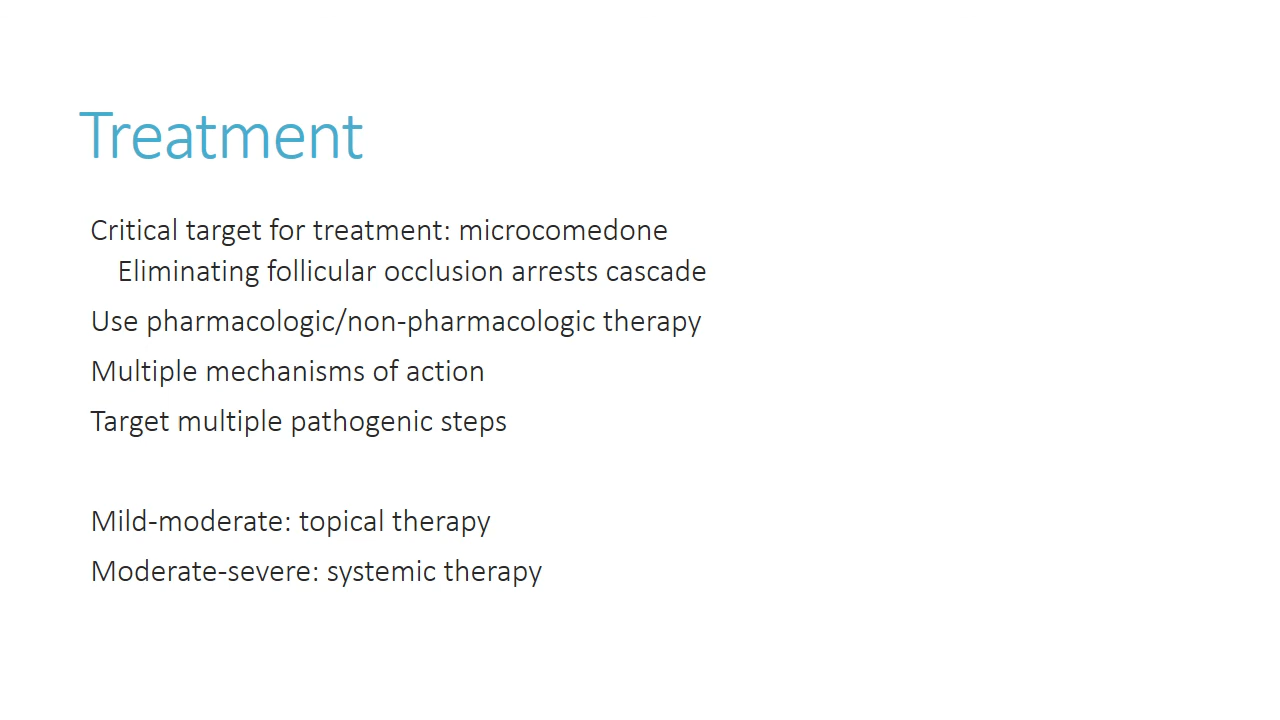 Treatment
Critical target for treatment: microcomedone
Eliminating follicular occlusion arrests cascade
Use pharmacologic/non-pharmacologic therapy
Multiple mechanisms of action
Target multiple pathogenic steps
Mild-moderate: topical therapy
Moderate-severe: systemic therapy